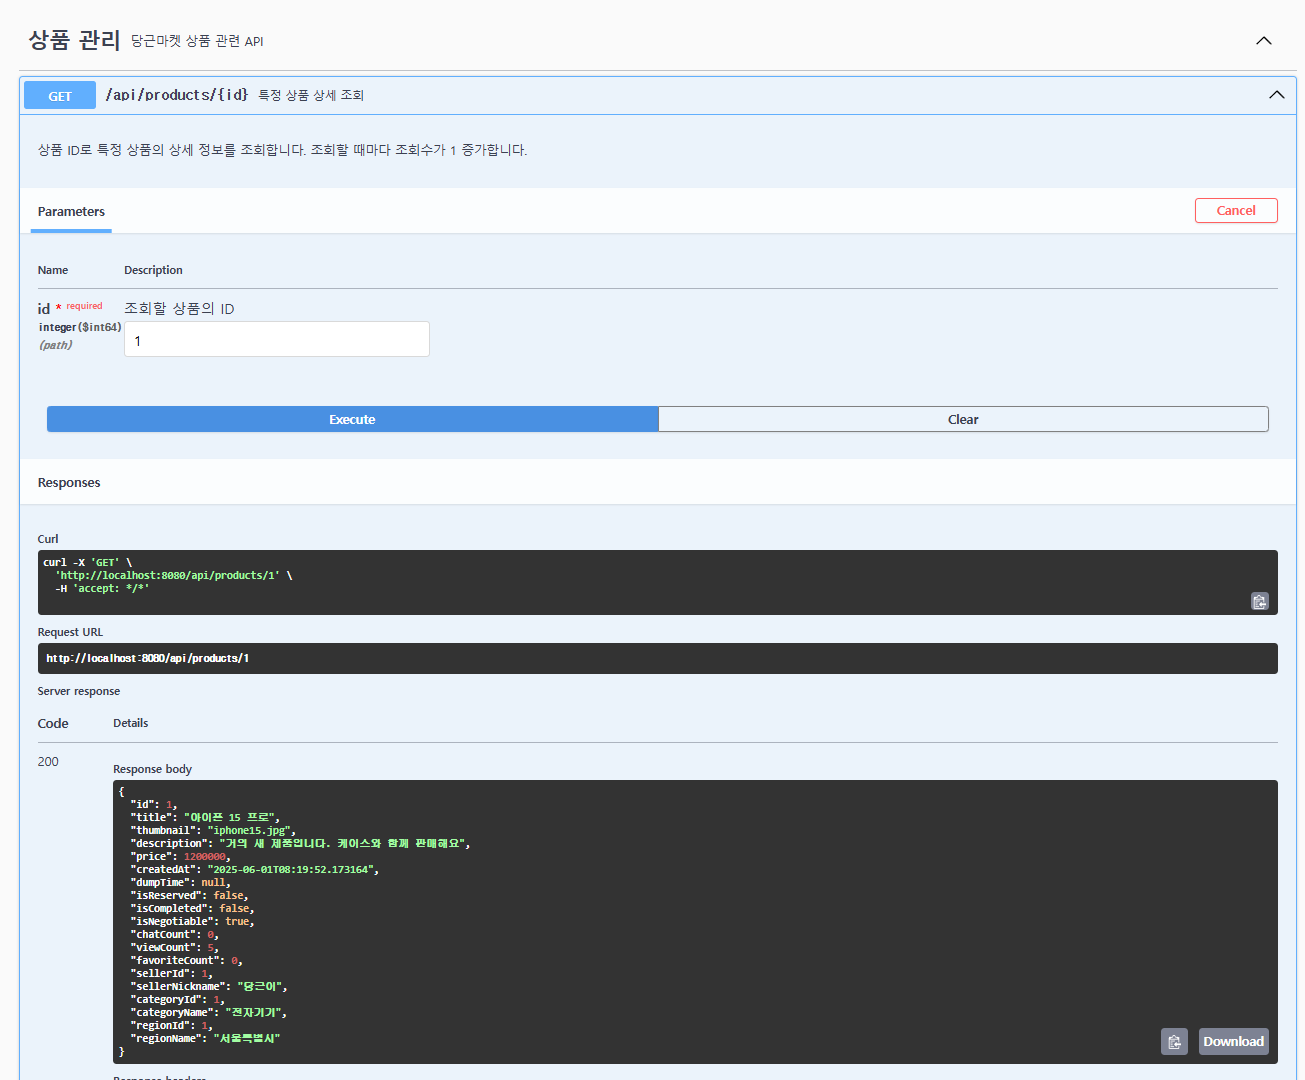 상품 관리 당근마켓 상품 관련 API
GET /api/products/{id} 특정 상품 상세 조회
상품 ID로 특정 상품의 상세 정보를 조회합니다. 조회할 때마다 조회수가 1 증가합니다.
Parameters Cancel
Name Description
id * required 조회할 상품의 ID
integer($int64)
(path)
1
Execute Clear
Responses
Curl
curl -X 'GET' \
'http://localhost:8080/api/products/1' \
-H 'accept: */*'
Request URL
http://localhost:8080/api/products/1
Server response
Code Details
200
Response body
{
"id": 1,
"title": "아이폰 15 프로",
"thumbnail": "iphone15.jpg",
"description": "거의 새 제품입니다. 케이스와 함께 판매해요",
"price": 1200000,
"createdAt": "2025-06-01T08:19:52.173164",
"dumpTime": null,
"isReserved": false,
"isCompleted": false,
"isNegotiable": true,
"chatCount": 0,
"viewCount": 5,
"favoriteCount": 0,
"sellerId": 1,
"sellerNickname": "당근이",
"categoryId": 1,
"categoryName": "전자기기",
"regionId": 1,
"regionName": "서울특별시"
}
Download
Response headers